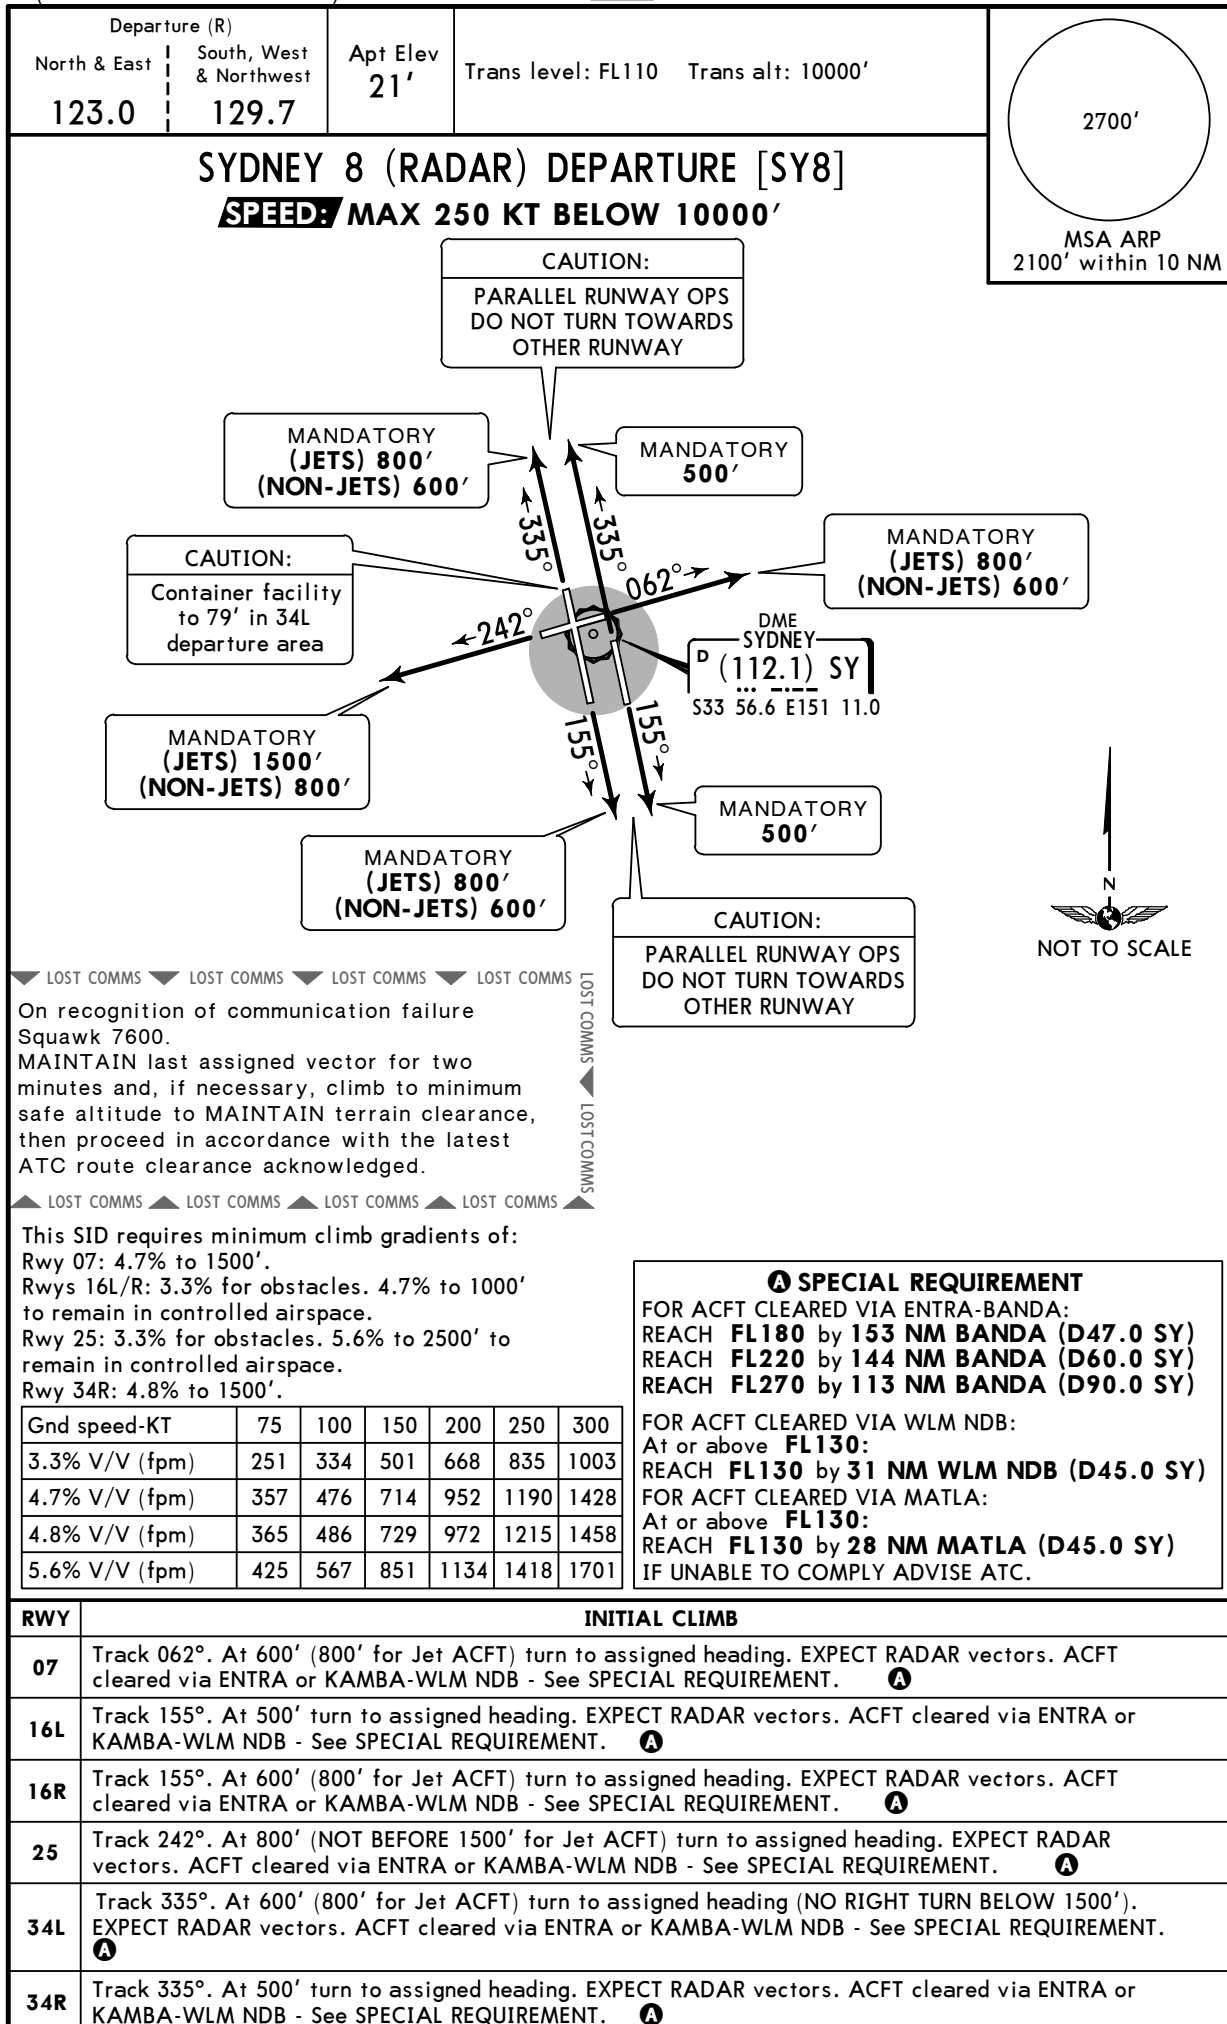 Departure (R)
North & East
123.0
South, West
& Northwest
129.7
Apt Elev
21'
Trans level: FL110 Trans alt: 10000'
2700'
MSA ARP
2100' within 10 NM
SYDNEY 8 (RADAR) DEPARTURE [SY8]
SPEED: MAX 250 KT BELOW 10000'
CAUTION:
PARALLEL RUNWAY OPS
DO NOT TURN TOWARDS
OTHER RUNWAY
MANDATORY
(JETS) 800'
(NON-JETS) 600'
MANDATORY
500'
335°
335°
MANDATORY
(JETS) 800'
(NON-JETS) 600'
CAUTION:
Container facility
to 79' in 34L
departure area
062°
242°
DME
SYDNEY
D (112.1) SY
S33 56.6 E151 11.0
155°
155°
MANDATORY
(JETS) 1500'
(NON-JETS) 800'
MANDATORY
500'
MANDATORY
(JETS) 800'
(NON-JETS) 600'
CAUTION:
PARALLEL RUNWAY OPS
DO NOT TURN TOWARDS
OTHER RUNWAY
N
NOT TO SCALE
LOST COMMS LOST COMMS LOST COMMS LOST COMMS
LOST COMMS LOST COMMS
On recognition of communication failure
Squawk 7600.
MAINTAIN last assigned vector for two
minutes and, if necessary, climb to minimum
safe altitude to MAINTAIN terrain clearance,
then proceed in accordance with the latest
ATC route clearance acknowledged.
LOST COMMS LOST COMMS LOST COMMS LOST COMMS
This SID requires minimum climb gradients of:
Rwy 07: 4.7% to 1500'.
Rwys 16L/R: 3.3% for obstacles. 4.7% to 1000'
to remain in controlled airspace.
Rwy 25: 3.3% for obstacles. 5.6% to 2500' to
remain in controlled airspace.
Rwy 34R: 4.8% to 1500'.
Gnd speed-KT 75 100 150 200 250 300
3.3% V/V (fpm) 251 334 501 668 835 1003
4.7% V/V (fpm) 357 476 714 952 1190 1428
4.8% V/V (fpm) 365 486 729 972 1215 1458
5.6% V/V (fpm) 425 567 851 1134 1418 1701
A SPECIAL REQUIREMENT
FOR ACFT CLEARED VIA ENTRA-BANDA:
REACH FL180 by 153 NM BANDA (D47.0 SY)
REACH FL220 by 144 NM BANDA (D60.0 SY)
REACH FL270 by 113 NM BANDA (D90.0 SY)
FOR ACFT CLEARED VIA WLM NDB:
At or above FL130:
REACH FL130 by 31 NM WLM NDB (D45.0 SY)
FOR ACFT CLEARED VIA MATLA:
At or above FL130:
REACH FL130 by 28 NM MATLA (D45.0 SY)
IF UNABLE TO COMPLY ADVISE ATC.
RWY INITIAL CLIMB
07 Track 062°. At 600' (800' for Jet ACFT) turn to assigned heading. EXPECT RADAR vectors. ACFT
cleared via ENTRA or KAMBA-WLM NDB - See SPECIAL REQUIREMENT. A
16L Track 155°. At 500' turn to assigned heading. EXPECT RADAR vectors. ACFT cleared via ENTRA or
KAMBA-WLM NDB - See SPECIAL REQUIREMENT. A
16R Track 155°. At 600' (800' for Jet ACFT) turn to assigned heading. EXPECT RADAR vectors. ACFT
cleared via ENTRA or KAMBA-WLM NDB - See SPECIAL REQUIREMENT. A
25 Track 242°. At 800' (NOT BEFORE 1500' for Jet ACFT) turn to assigned heading. EXPECT RADAR
vectors. ACFT cleared via ENTRA or KAMBA-WLM NDB - See SPECIAL REQUIREMENT. A
34L Track 335°. At 600' (800' for Jet ACFT) turn to assigned heading (NO RIGHT TURN BELOW 1500').
EXPECT RADAR vectors. ACFT cleared via ENTRA or KAMBA-WLM NDB - See SPECIAL REQUIREMENT.
A
34R Track 335°. At 500' turn to assigned heading. EXPECT RADAR vectors. ACFT cleared via ENTRA or
KAMBA-WLM NDB - See SPECIAL REQUIREMENT. A